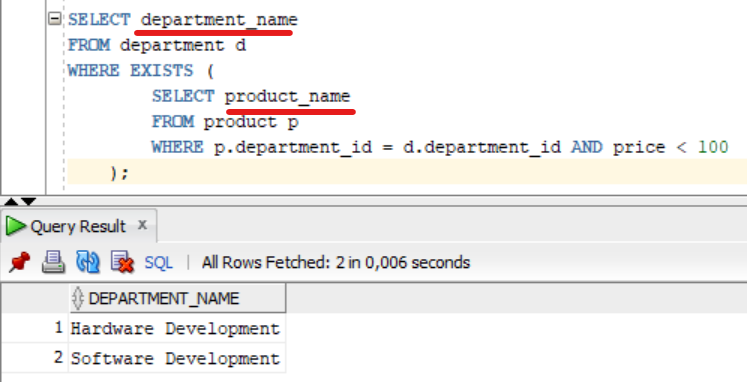 SELECT department_name
FROM department d
WHERE EXISTS (
SELECT product_name
FROM product p
WHERE p.department_id = d.department_id AND price < 100
);
Query Result x
SQL | All Rows Fetched: 2 in 0,006 seconds
DEPARTMENT_NAME
1 Hardware Development
2 Software Development